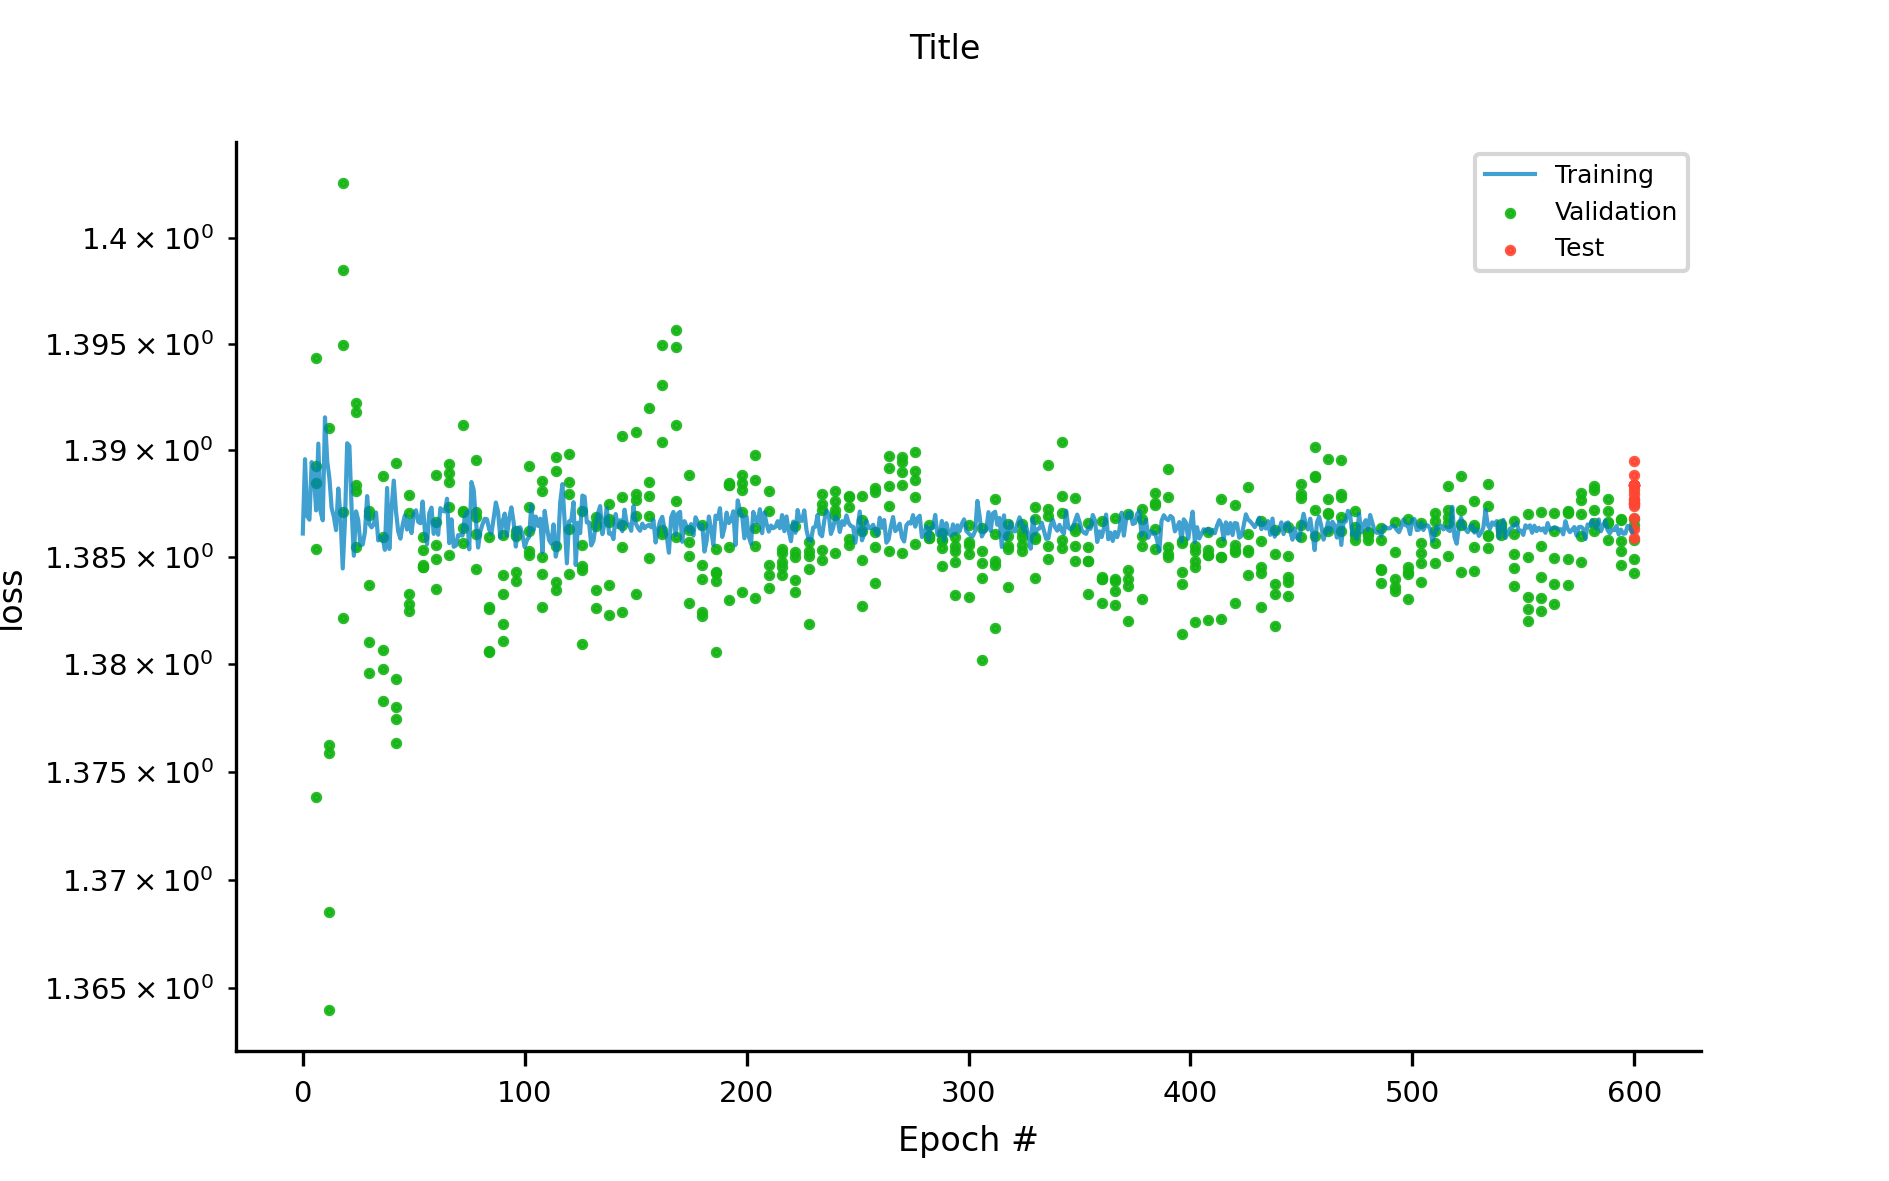 Title
Training
Validation
Test
1.4 × 10⁰
1.395 × 10⁰
1.39 × 10⁰
1.385 × 10⁰
1.38 × 10⁰
1.375 × 10⁰
1.37 × 10⁰
1.365 × 10⁰
loss
0 100 200 300 400 500 600
Epoch #